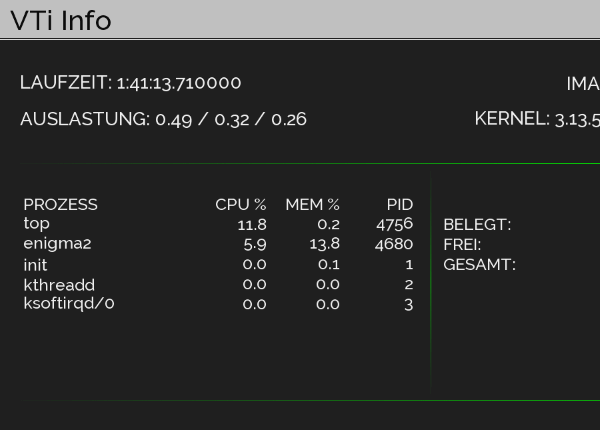 VTi Info
LAUFZEIT: 1:41:13.710000
IMA
AUSLASTUNG: 0.49 / 0.32 / 0.26
KERNEL: 3.13.5
PROZESS CPU % MEM % PID
top 11.8 0.2 4756
enigma2 5.9 13.8 4680
init 0.0 0.1 1
kthreadd 0.0 0.0 2
ksoftirqd/0 0.0 0.0 3
BELEGT:
FREI:
GESAMT: